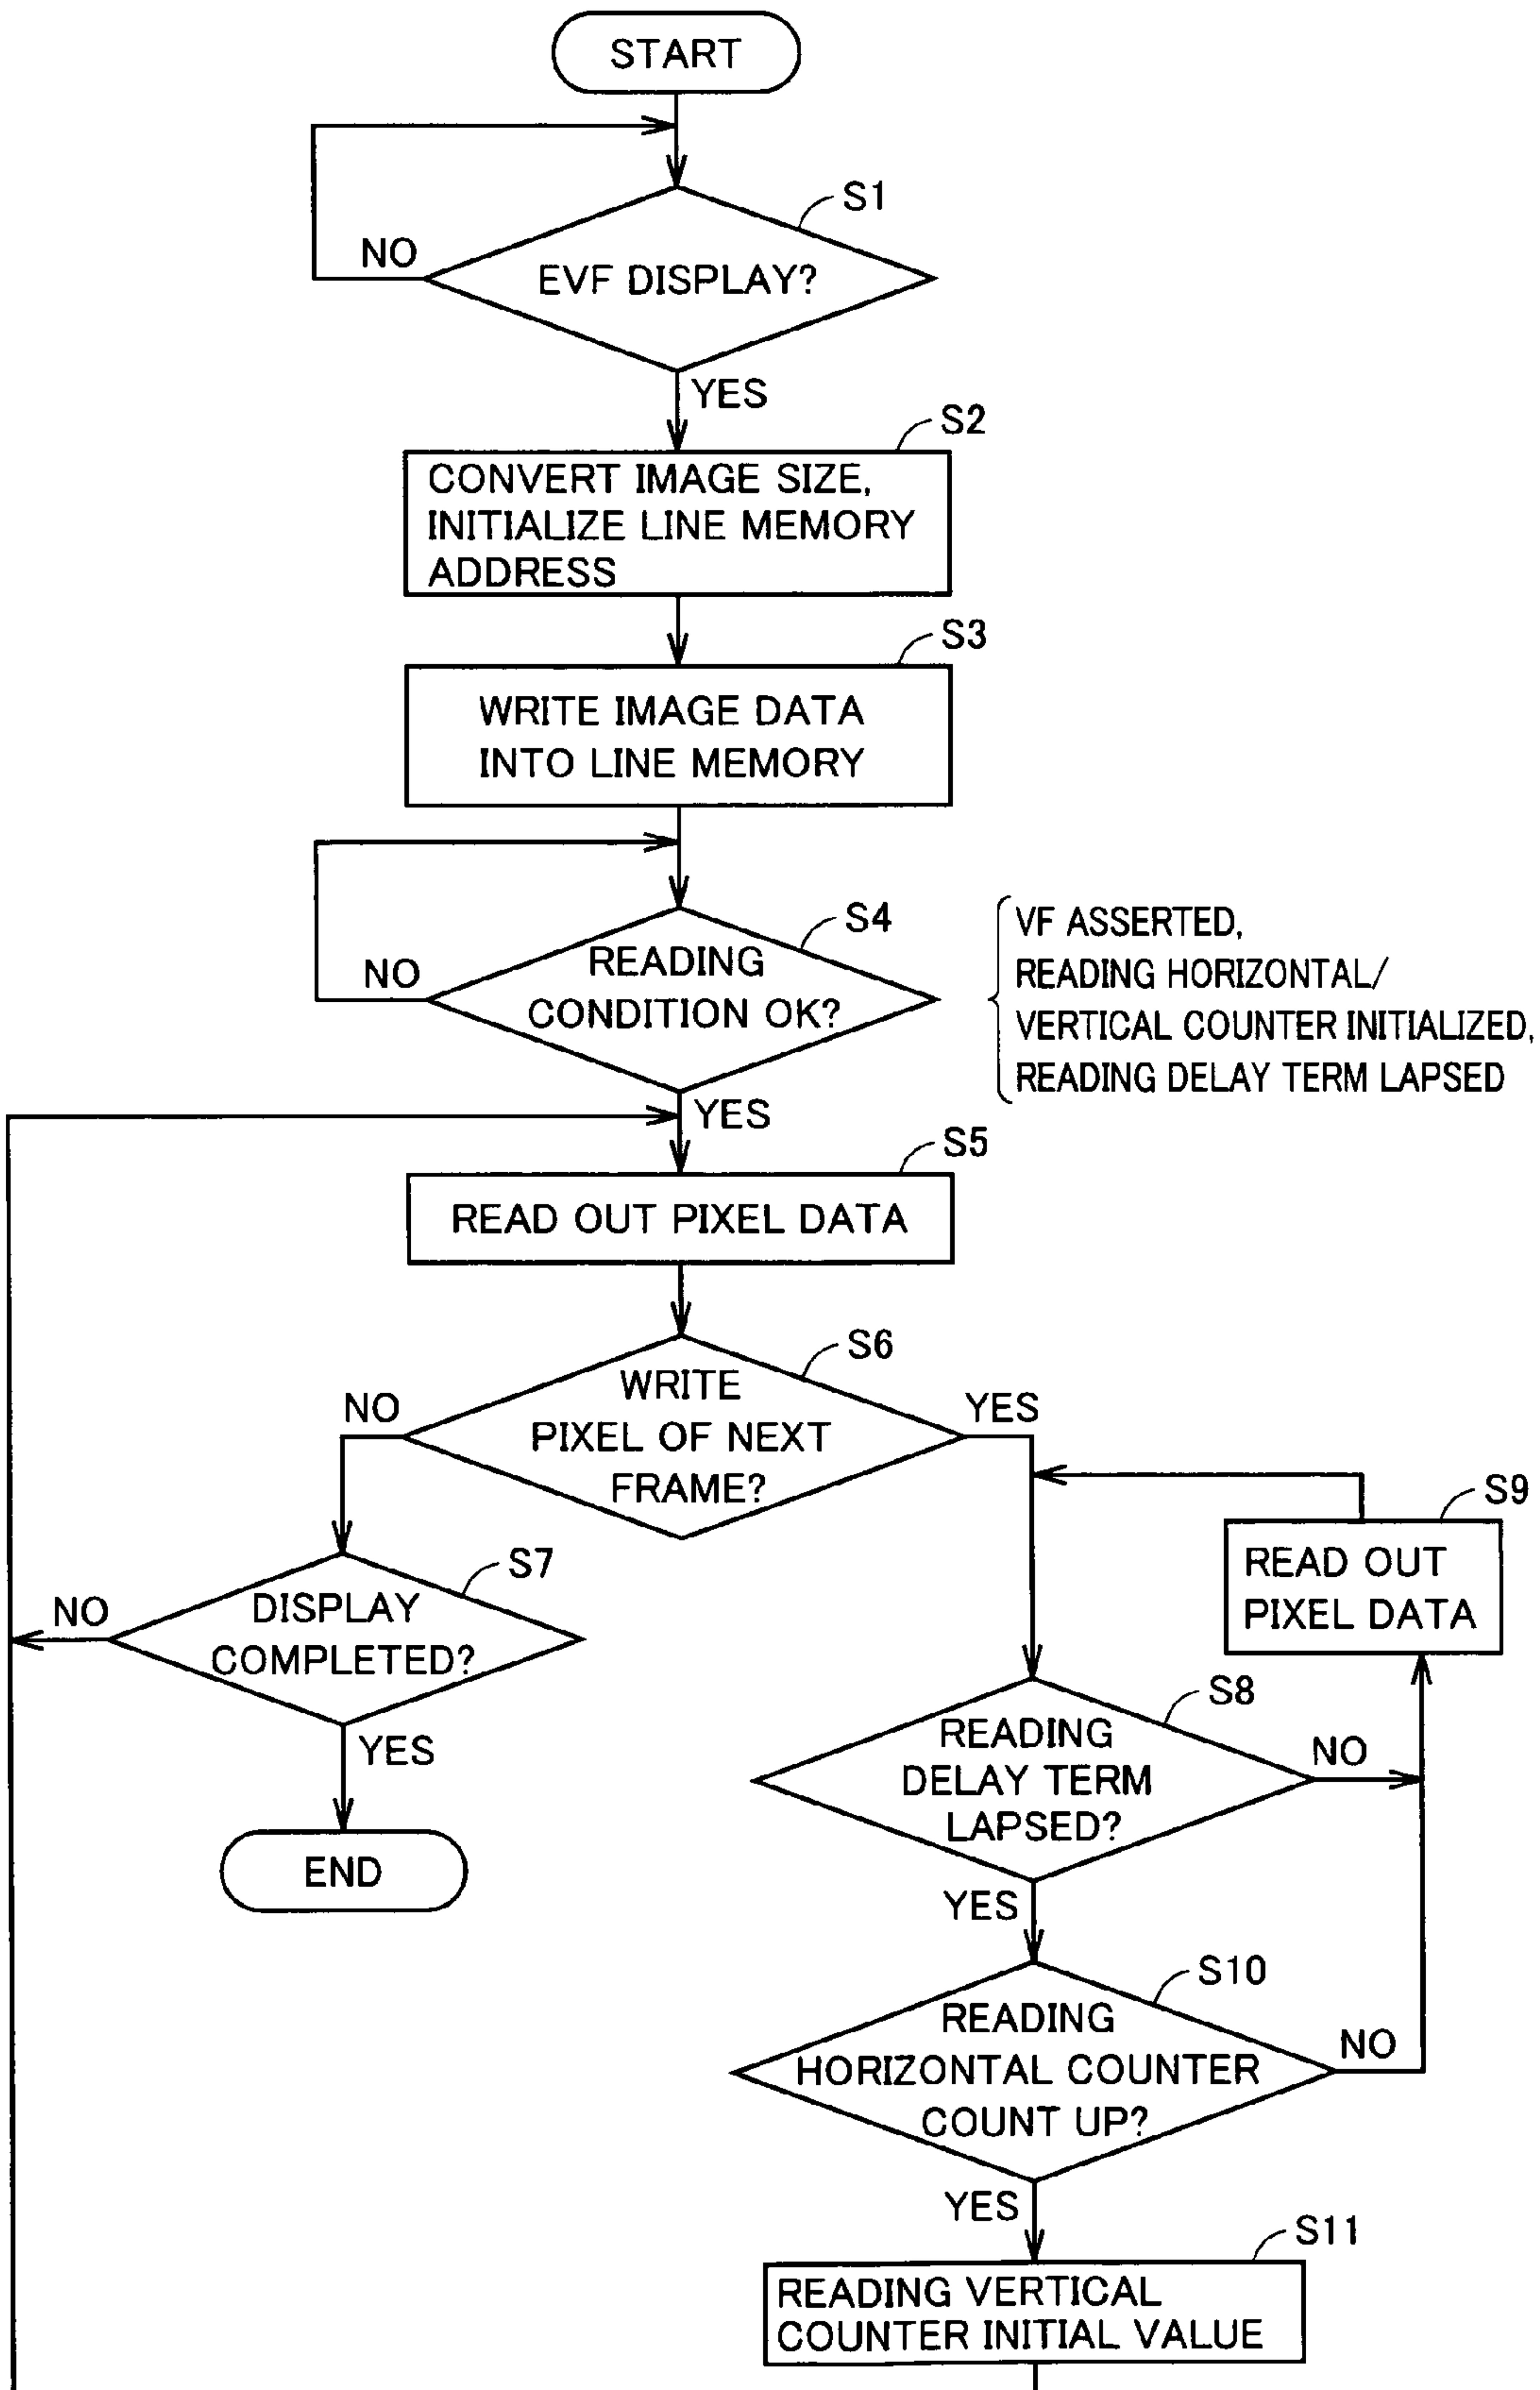 START
S1
NO
EVF DISPLAY?
YES
S2
CONVERT IMAGE SIZE,
INITIALIZE LINE MEMORY
ADDRESS
S3
WRITE IMAGE DATA
INTO LINE MEMORY
S4
NO
READING
CONDITION OK?
VF ASSERTED,
READING HORIZONTAL/
VERTICAL COUNTER INITIALIZED,
READING DELAY TERM LAPSED
YES
S5
READ OUT PIXEL DATA
S6
NO
WRITE
PIXEL OF NEXT
FRAME?
YES
S9
READ OUT
PIXEL DATA
S7
NO
DISPLAY
COMPLETED?
YES
END
S8
READING
DELAY TERM
LAPSED?
NO
YES
S10
READING
HORIZONTAL COUNTER
COUNT UP?
NO
YES
S11
READING VERTICAL
COUNTER INITIAL VALUE